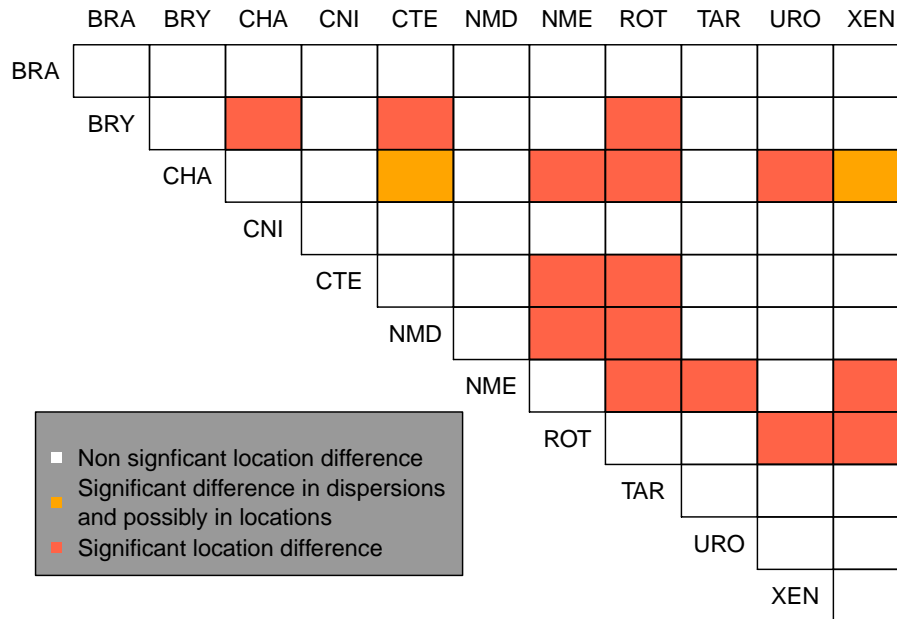 BRA BRY CHA CNI CTE NMD NME ROT TAR URO XEN
BRA
BRY
CHA
CNI
CTE
NMD
NME
ROT
TAR
URO
XEN
Non signficant location difference
Significant difference in dispersions
and possibly in locations
Significant location difference